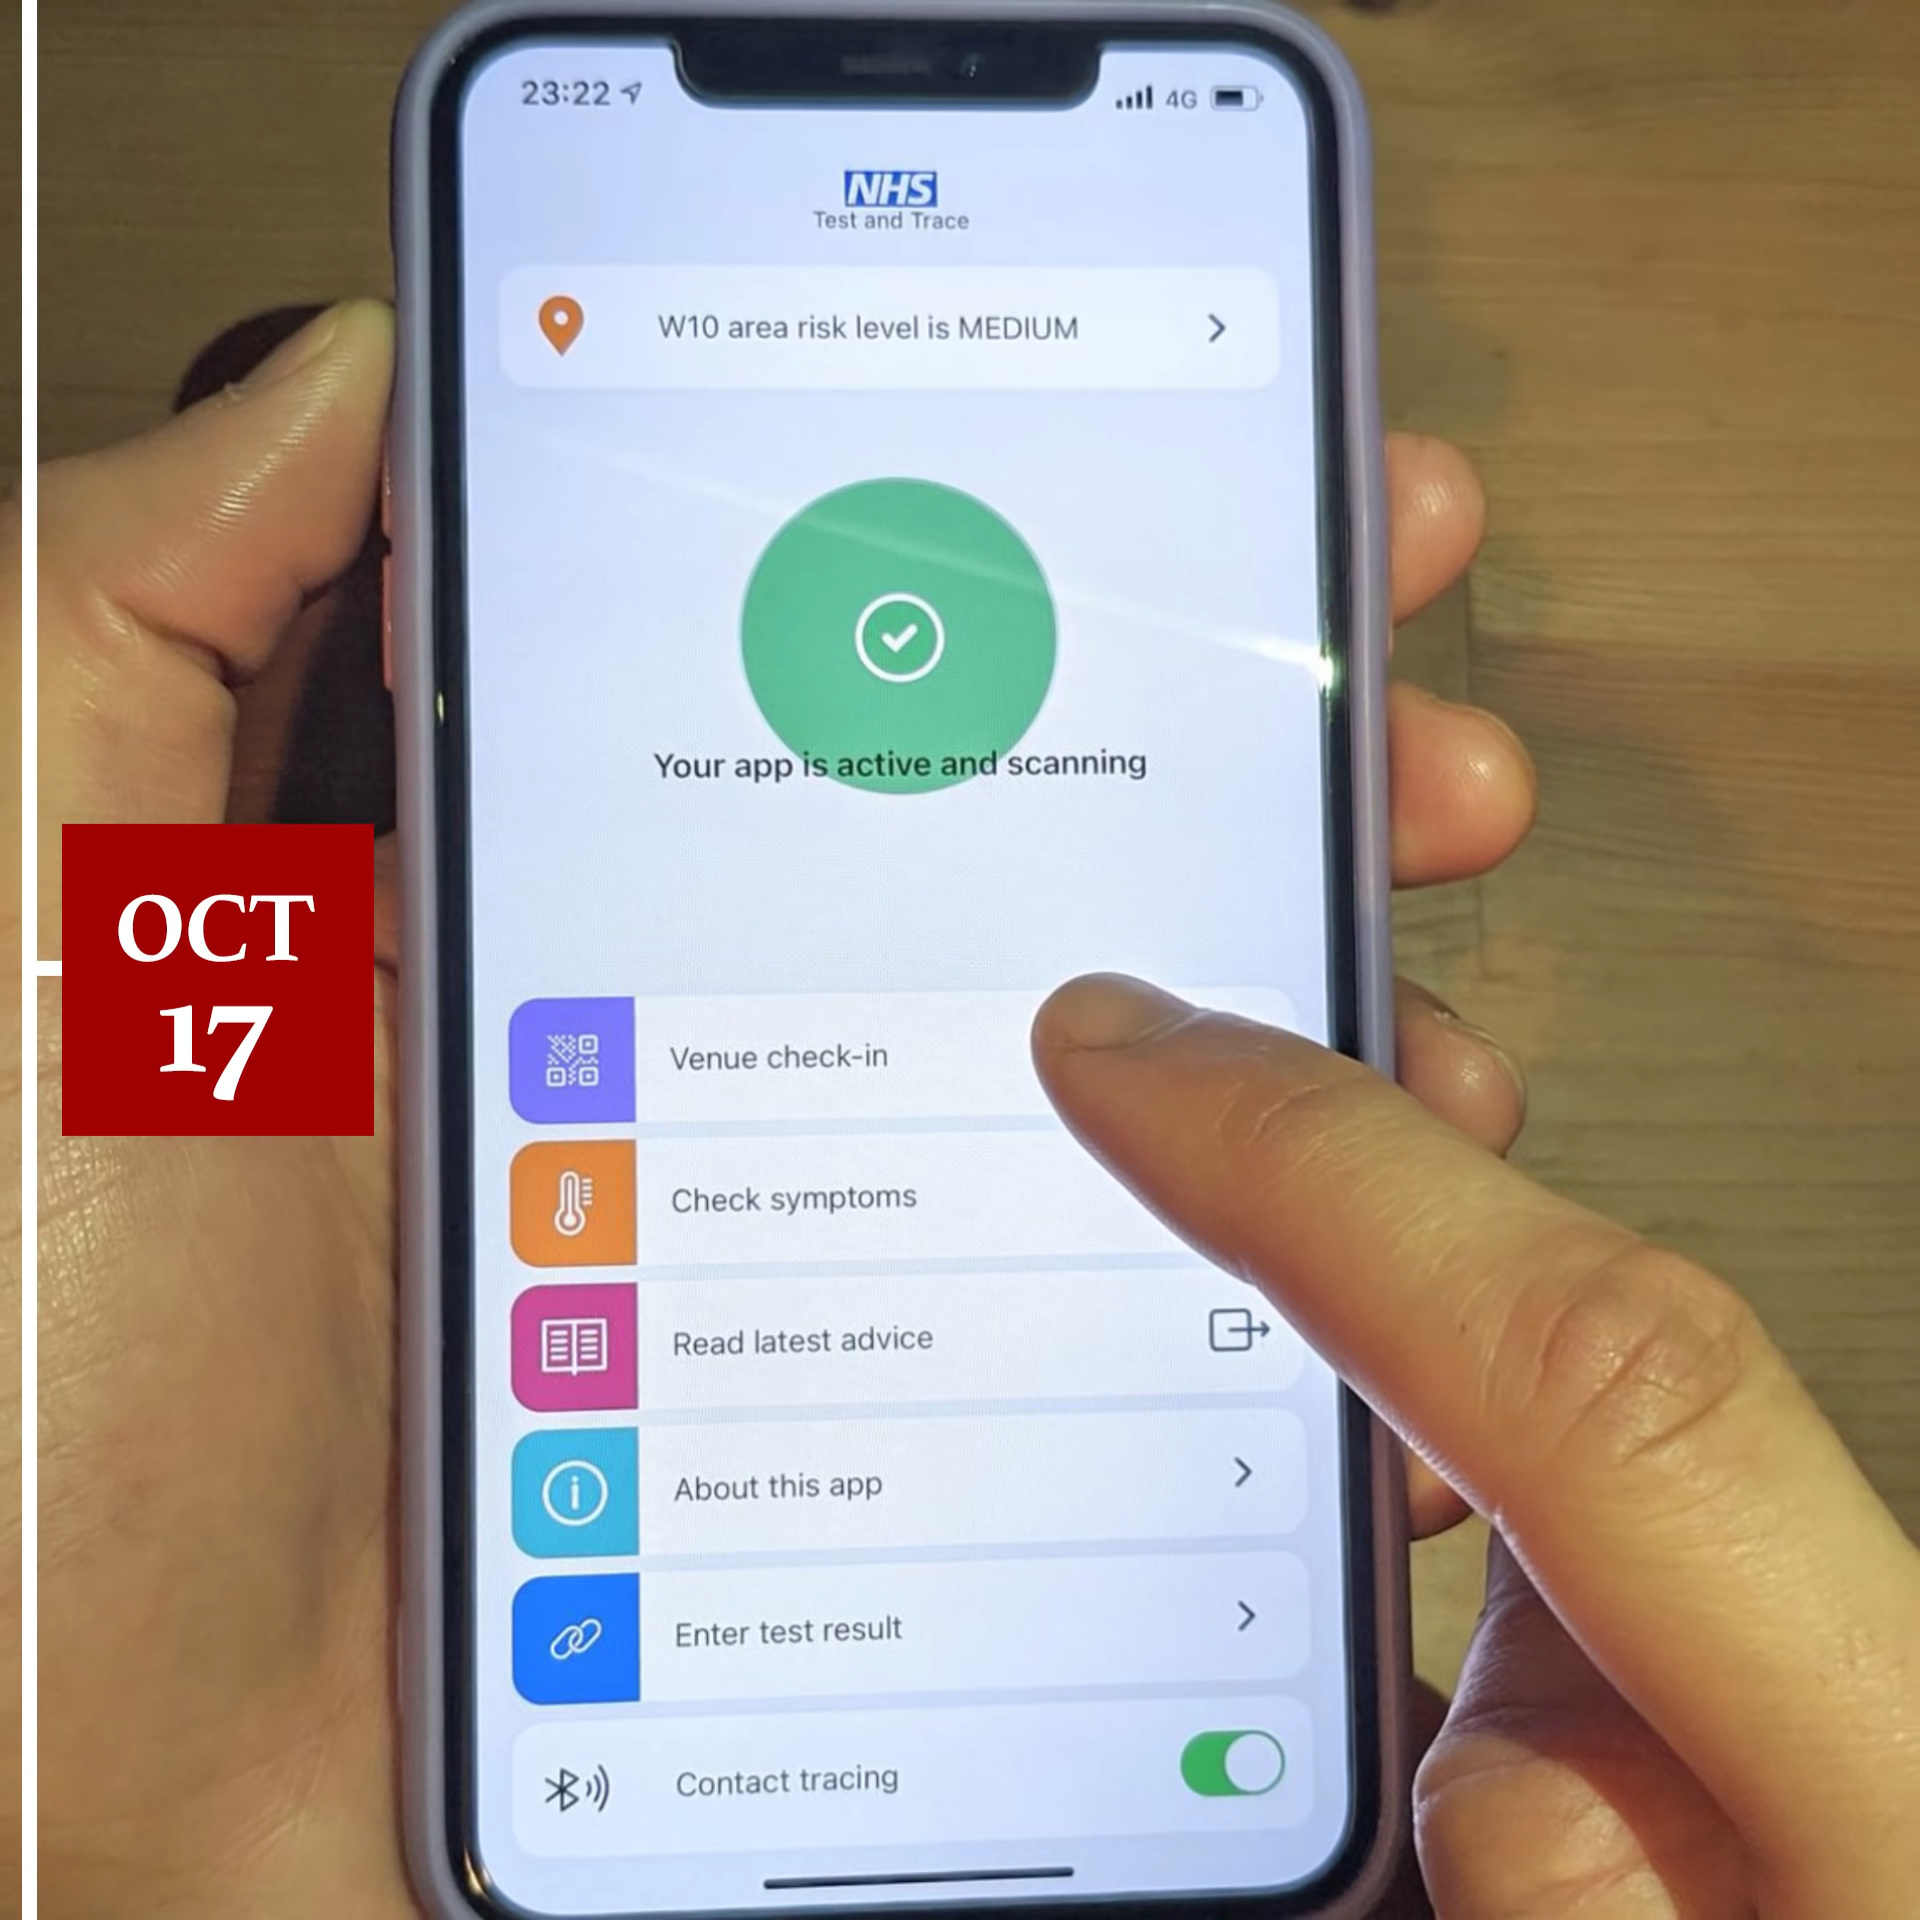 23:22
4G
NHS
Test and Trace
W10 area risk level is MEDIUM
Your app is active and scanning
OCT
17
Venue check-in
Check symptoms
Read latest advice
About this app
Enter test result
Contact tracing